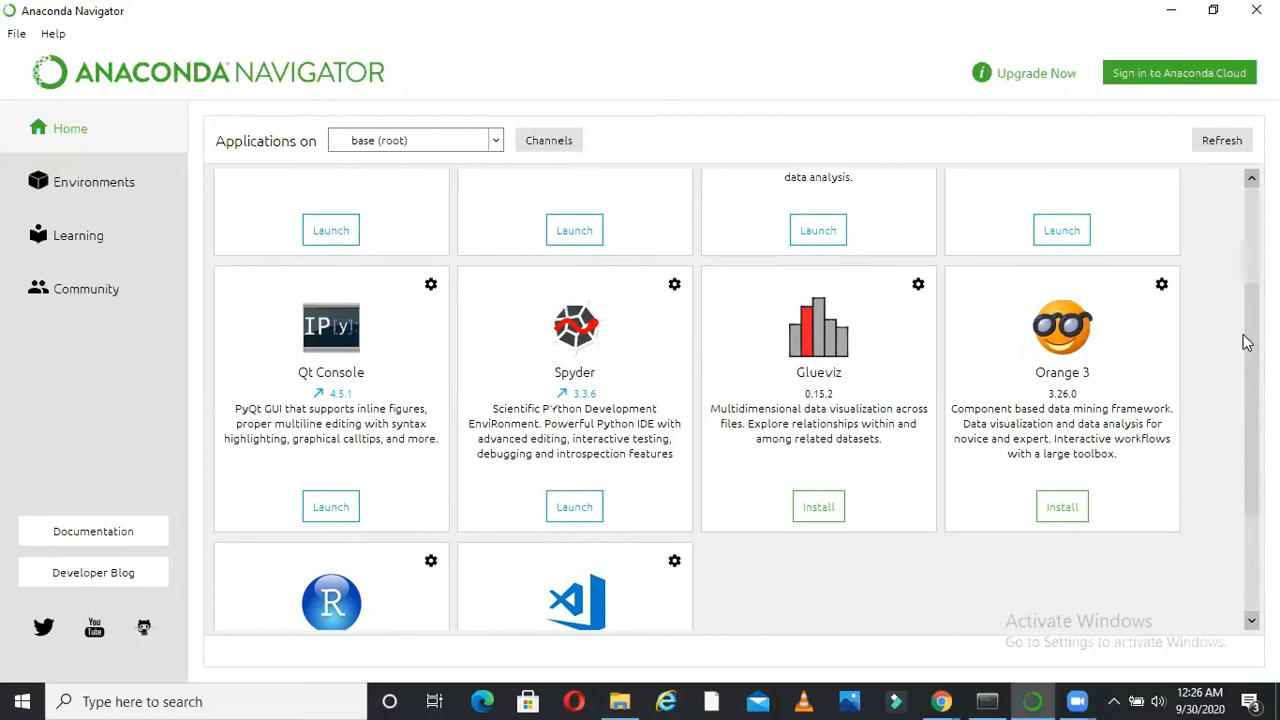 Anaconda Navigator
File Help
ANACONDA NAVIGATOR
i Upgrade Now
Sign in to Anaconda Cloud
Home
Environments
Learning
Community
Documentation
Developer Blog
You Tube
Applications on base (root) Channels Refresh
data analysis.
Launch Launch Launch Launch
IP[y]:
Qt Console
4.5.1
PyQt GUI that supports inline figures,
proper multiline editing with syntax
highlighting, graphical calltips, and more.
Launch
Spyder
3.3.6
Scientific PYthon Development
EnviRonment. Powerful Python IDE with
advanced editing, interactive testing,
debugging and introspection features
Launch
Glueviz
0.15.2
Multidimensional data visualization across
files. Explore relationships within and
among related datasets.
Install
Orange 3
3.26.0
Component based data mining framework.
Data visualization and data analysis for
novice and expert. Interactive workflows
with a large toolbox.
Install
R
Activate Windows
Go to Settings to activate Windows.
Type here to search
12:26 AM
9/30/2020
3